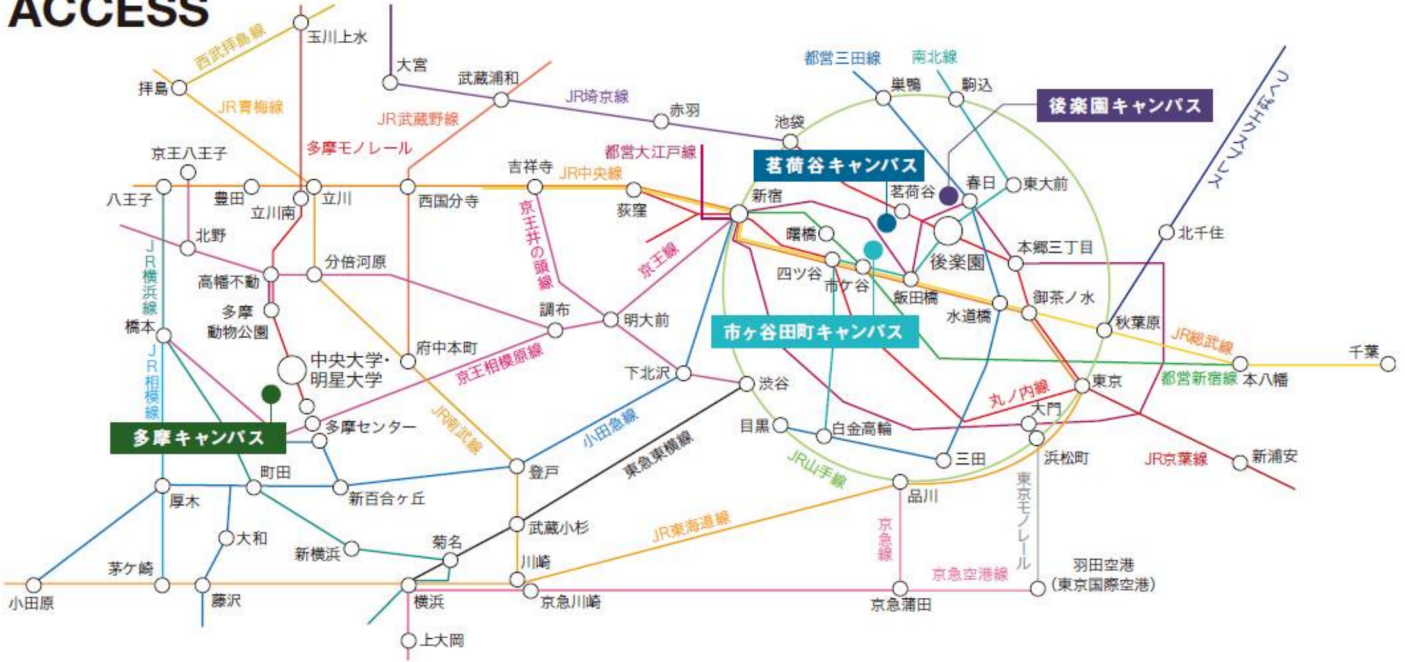 ACCESS
西武拝島線
玉川上水
拝島
JR青梅線
大宮
武蔵浦和
JR武蔵野線
JR埼京線
赤羽
池袋
都営三田線
南北線
巣鴨
駒込
後楽園キャンパス
つくばエクスプレス
京王八王子
多摩モノレール
吉祥寺
JR中央線
都営大江戸線
茗荷谷キャンパス
茗荷谷
春日
東大前
八王子
豊田
立川南
立川
西国分寺
荻窪
新宿
曙橋
後楽園
本郷三丁目
北千住
北野
JR横浜線
高幡不動
分倍河原
京王井の頭線
京王線
四ツ谷
市ケ谷
飯田橋
水道橋
御茶ノ水
秋葉原
多摩
動物公園
調布
明大前
市ヶ谷田町キャンパス
JR総武線
千葉
橋本
JR相模線
中央大学・
明星大学
府中本町
京王相模原線
下北沢
渋谷
丸ノ内線
東京
都営新宿線
本八幡
多摩キャンパス
多摩センター
JR南武線
小田急線
東急東横線
目黒
白金高輪
大門
浜松町
三田
JR山手線
JR京葉線
新浦安
町田
新百合ヶ丘
登戸
厚木
大和
新横浜
菊名
武蔵小杉
JR東海道線
品川
京急線
東京モノレール
小田原
茅ケ崎
藤沢
横浜
川崎
京急川崎
京急空港線
京急蒲田
羽田空港
(東京国際空港)
上大岡